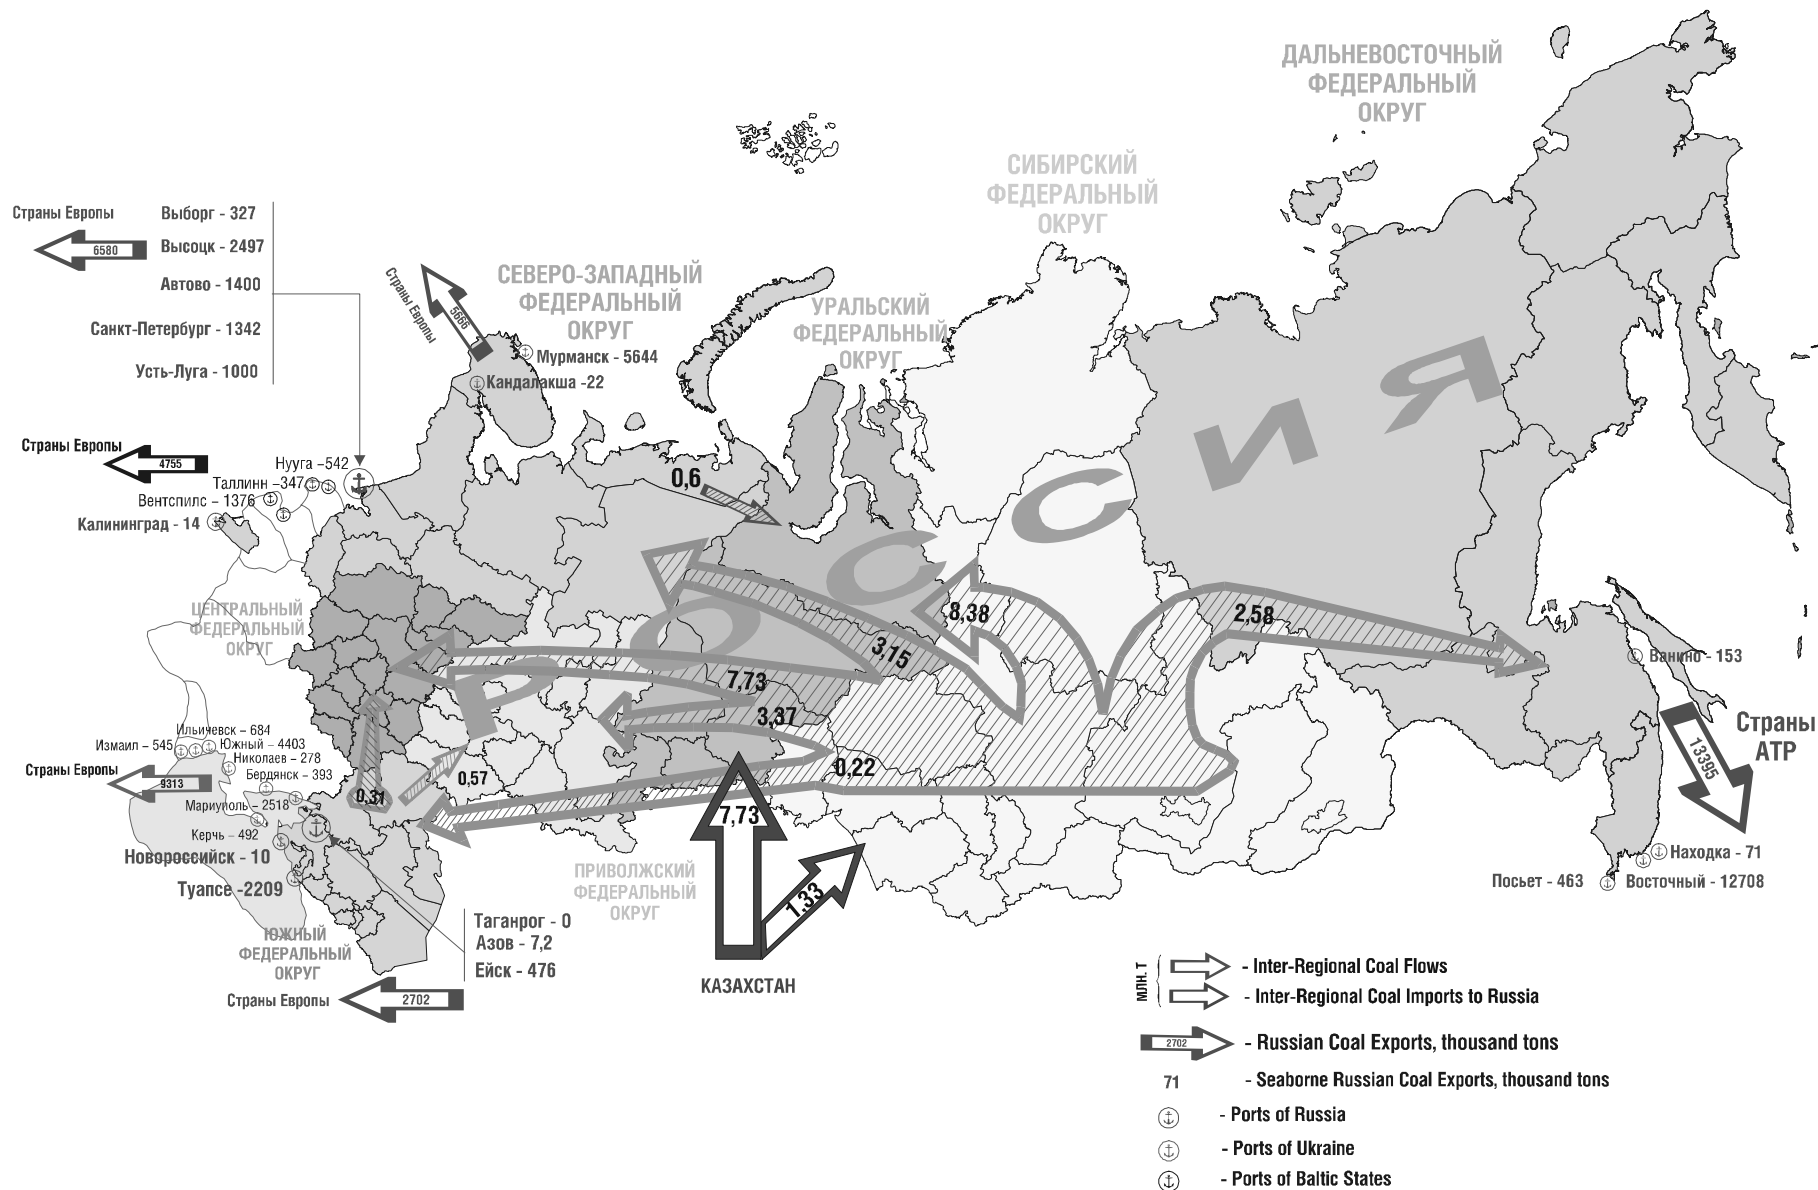 ДАЛЬНЕВОСТОЧНЫЙ
ФЕДЕРАЛЬНЫЙ
ОКРУГ
СИБИРСКИЙ
ФЕДЕРАЛЬНЫЙ
ОКРУГ
Страны Европы
6580
Выборг - 327
Высоцк - 2497
Автово - 1400
Санкт-Петербург - 1342
Усть-Луга - 1000
Страны Европы
5666
СЕВЕРО-ЗАПАДНЫЙ
ФЕДЕРАЛЬНЫЙ
ОКРУГ
УРАЛЬСКИЙ
ФЕДЕРАЛЬНЫЙ
ОКРУГ
Мурманск - 5644
Кандалакша -22
Страны Европы
4755
Нууга –542
Таллинн –347
Вентспилс – 1376
Калининград - 14
РОССИЯ
0,6
8,38
2,58
3,15
7,73
3,37
0,22
0,57
0,31
ЦЕНТРАЛЬНЫЙ
ФЕДЕРАЛЬНЫЙ
ОКРУГ
Ванино - 153
Страны
АТР
13395
Ильичевск – 684
Измаил – 545
Южный – 4403
Николаев – 278
Страны Европы
9313
Бердянск – 393
Мариуполь – 2518
Керчь – 492
Новороссийск - 10
Туапсе -2209
7,73
1,33
ПРИВОЛЖСКИЙ
ФЕДЕРАЛЬНЫЙ
ОКРУГ
Находка - 71
Посьет - 463
Восточный - 12708
ЮЖНЫЙ
ФЕДЕРАЛЬНЫЙ
ОКРУГ
Таганрог - 0
Азов - 7,2
Ейск - 476
Страны Европы
2702
КАЗАХСТАН
МЛН. Т
- Inter-Regional Coal Flows
- Inter-Regional Coal Imports to Russia
2702
- Russian Coal Exports, thousand tons
71
- Seaborne Russian Coal Exports, thousand tons
- Ports of Russia
- Ports of Ukraine
- Ports of Baltic States